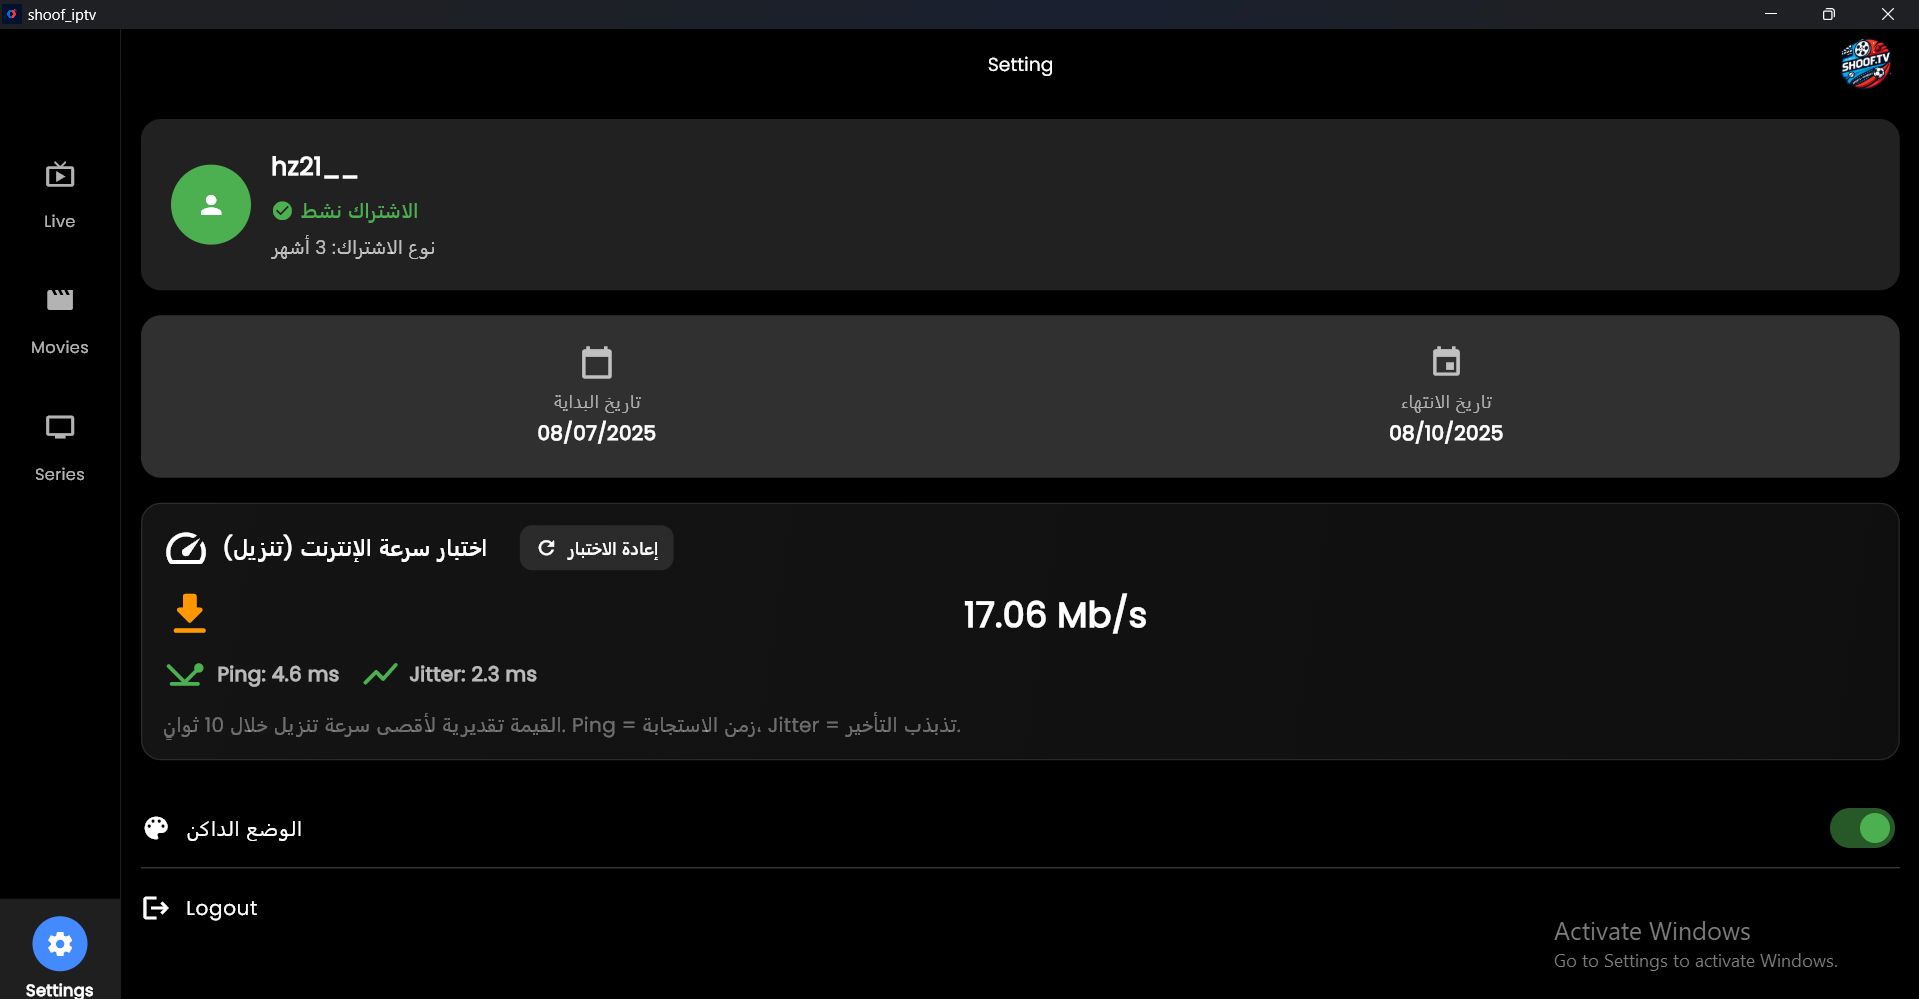 shoof_iptv
Setting
SHOOF.TV
Live
Movies
Series
Settings
hz21__
الاشتراك نشط
نوع الاشتراك: 3 أشهر
تاريخ البداية
08/07/2025
تاريخ الانتهاء
08/10/2025
اختبار سرعة الإنترنت (تنزيل)
إعادة الاختبار
17.06 Mb/s
Ping: 4.6 ms
Jitter: 2.3 ms
القيمة تقديرية لأقصى سرعة تنزيل خلال 10 ثوانٍ. Ping = زمن الاستجابة، Jitter = تذبذب التأخير.
الوضع الداكن
Logout
Activate Windows
Go to Settings to activate Windows.